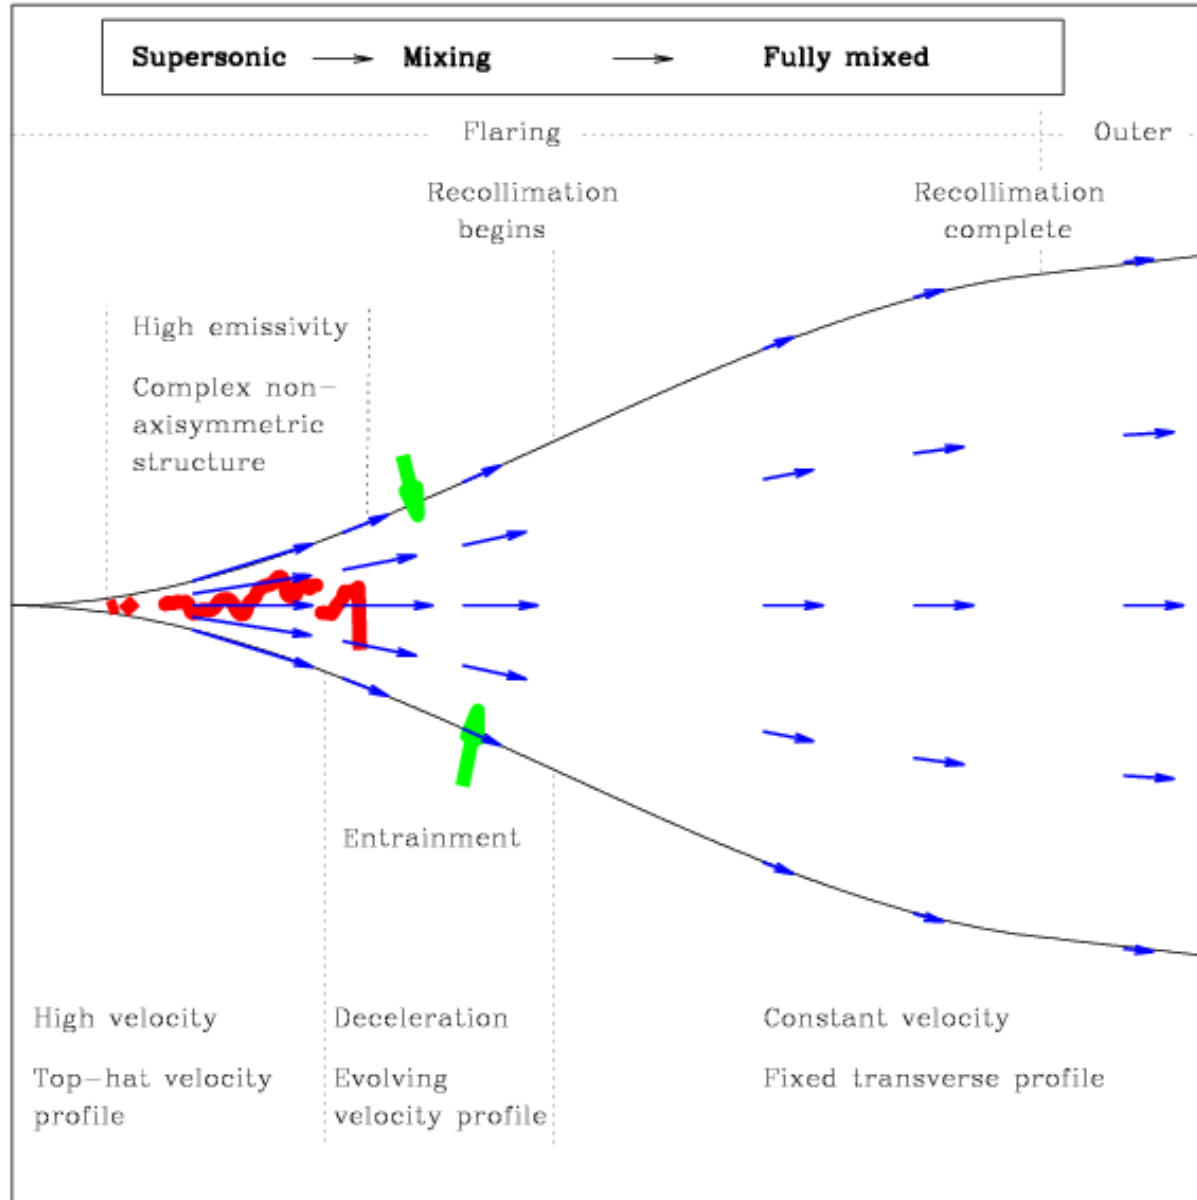 Supersonic → Mixing → Fully mixed
Flaring
Outer
Recollimation
begins
Recollimation
complete
High emissivity
Complex non-
axisymmetric
structure
Entrainment
High velocity
Top-hat velocity
profile
Deceleration
Evolving
velocity profile
Constant velocity
Fixed transverse profile